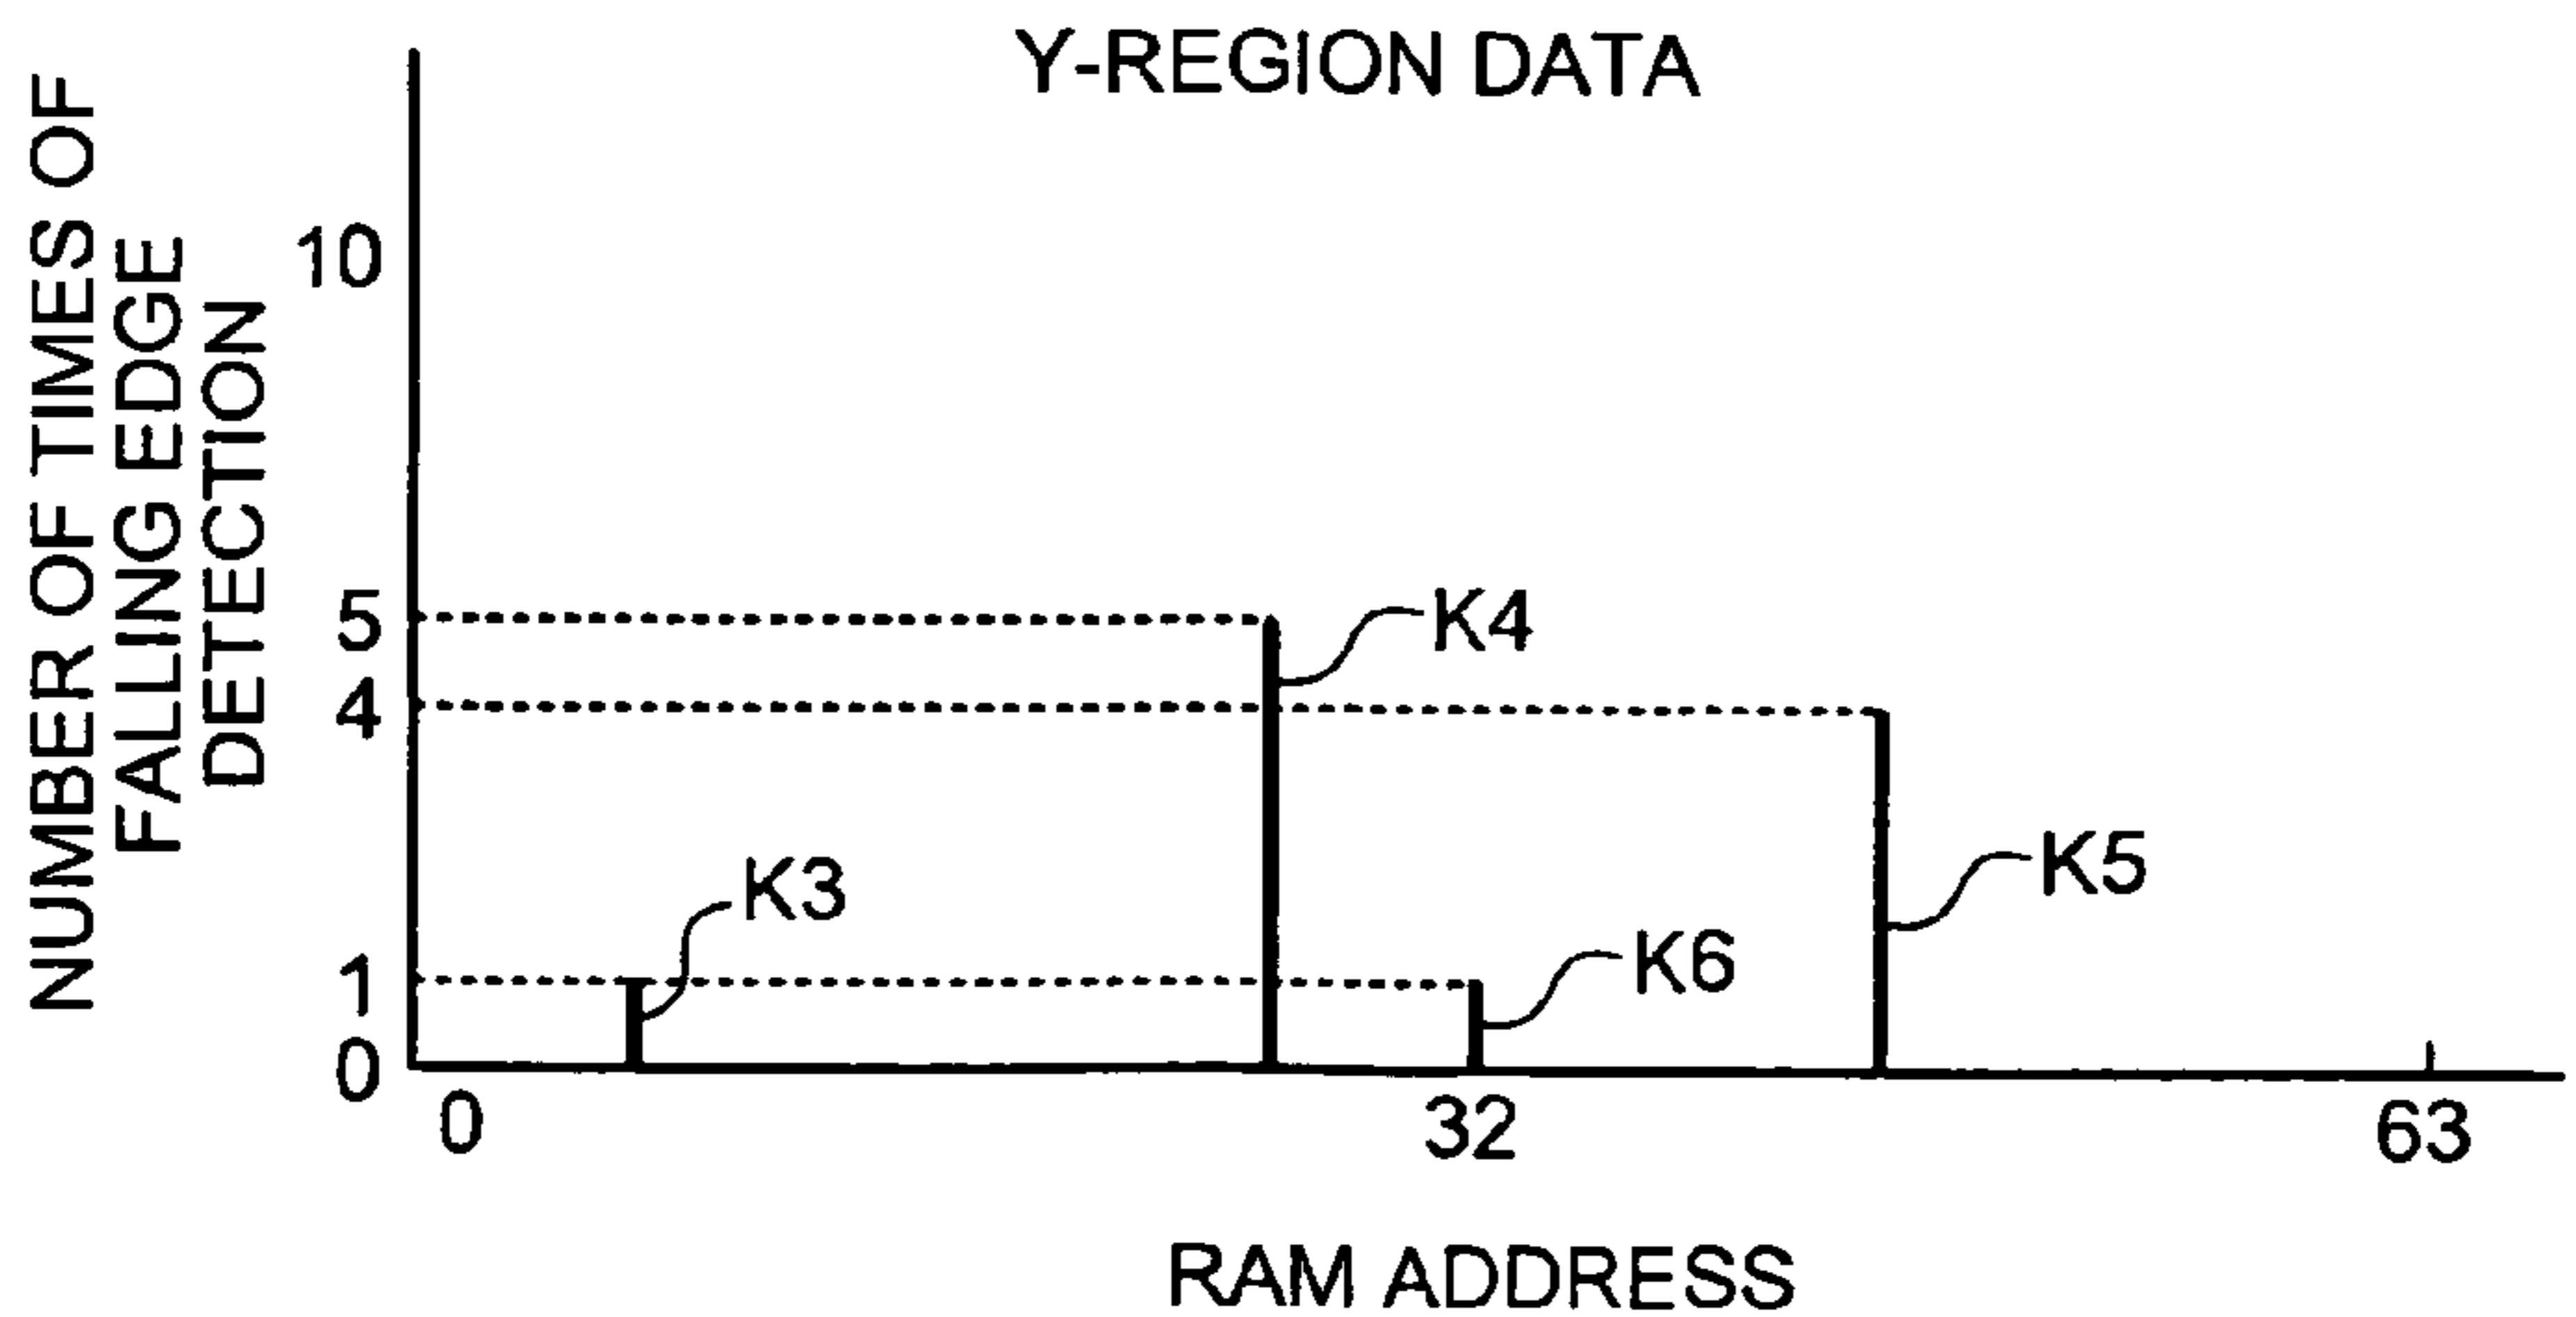 Y-REGION DATA
NUMBER OF TIMES OF
FALLING EDGE
DETECTION
10
5
4
1
0
K4
K5
K3
K6
0 32 63
RAM ADDRESS